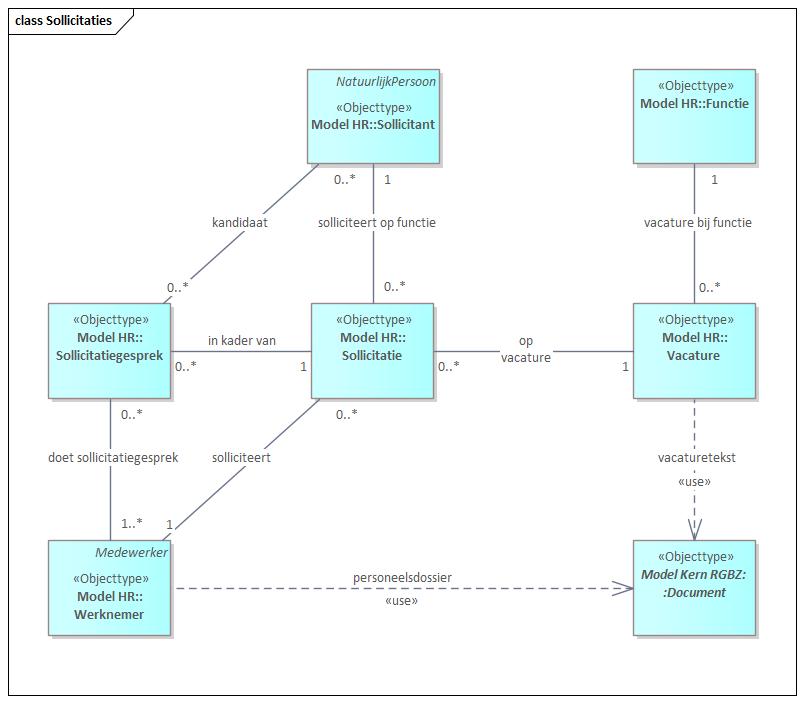 class Sollicitaties
NatuurlijkPersoon
«Objecttype»
Model HR::Sollicitant
«Objecttype»
Model HR::Functie
0..*
1
1
kandidaat
solliciteert op functie
vacature bij functie
0..*
0..*
0..*
«Objecttype»
Model HR::
Sollicitatiegesprek
in kader van
0..*
1
«Objecttype»
Model HR::
Sollicitatie
op
vacature
0..*
1
«Objecttype»
Model HR::
Vacature
0..*
0..*
doet sollicitatiegesprek
solliciteert
vacaturetekst
«use»
1..*
1
Medewerker
«Objecttype»
Model HR::
Werknemer
personeelsdossier
«use»
«Objecttype»
Model Kern RGBZ:
:Document